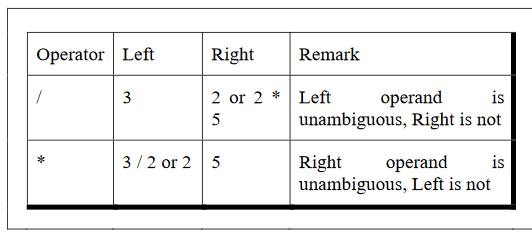 Operator Left Right Remark
/ 3 2 or 2 * Left operand is
5 unambiguous, Right is not
* 3 / 2 or 2 5 Right operand is
unambiguous, Left is not